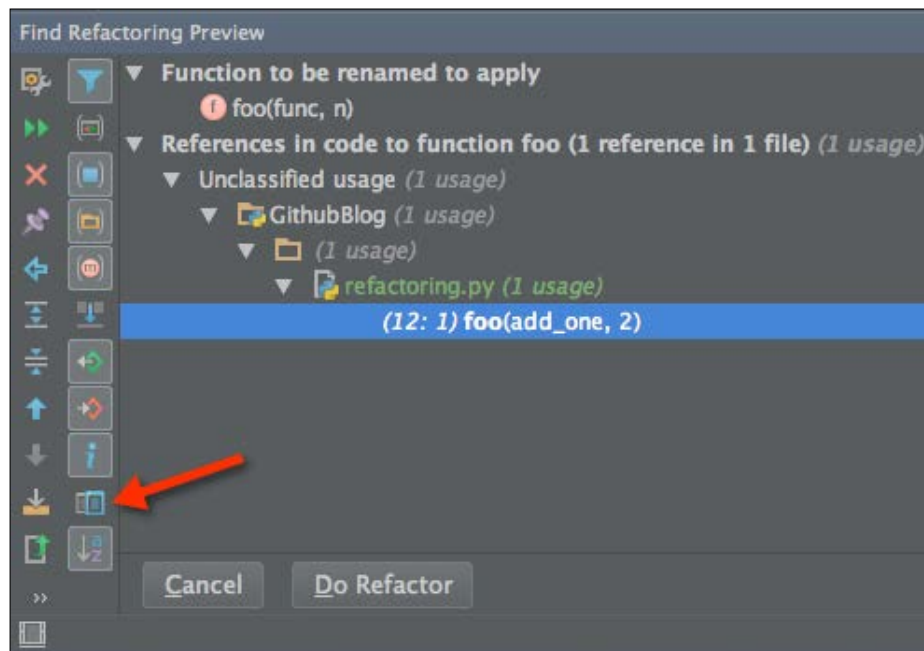 Find Refactoring Preview
Function to be renamed to apply
f foo(func, n)
References in code to function foo (1 reference in 1 file) (1 usage)
Unclassified usage (1 usage)
GithubBlog (1 usage)
(1 usage)
refactoring.py (1 usage)
(12: 1) foo(add_one, 2)
m
i
a
z
Cancel
Do Refactor